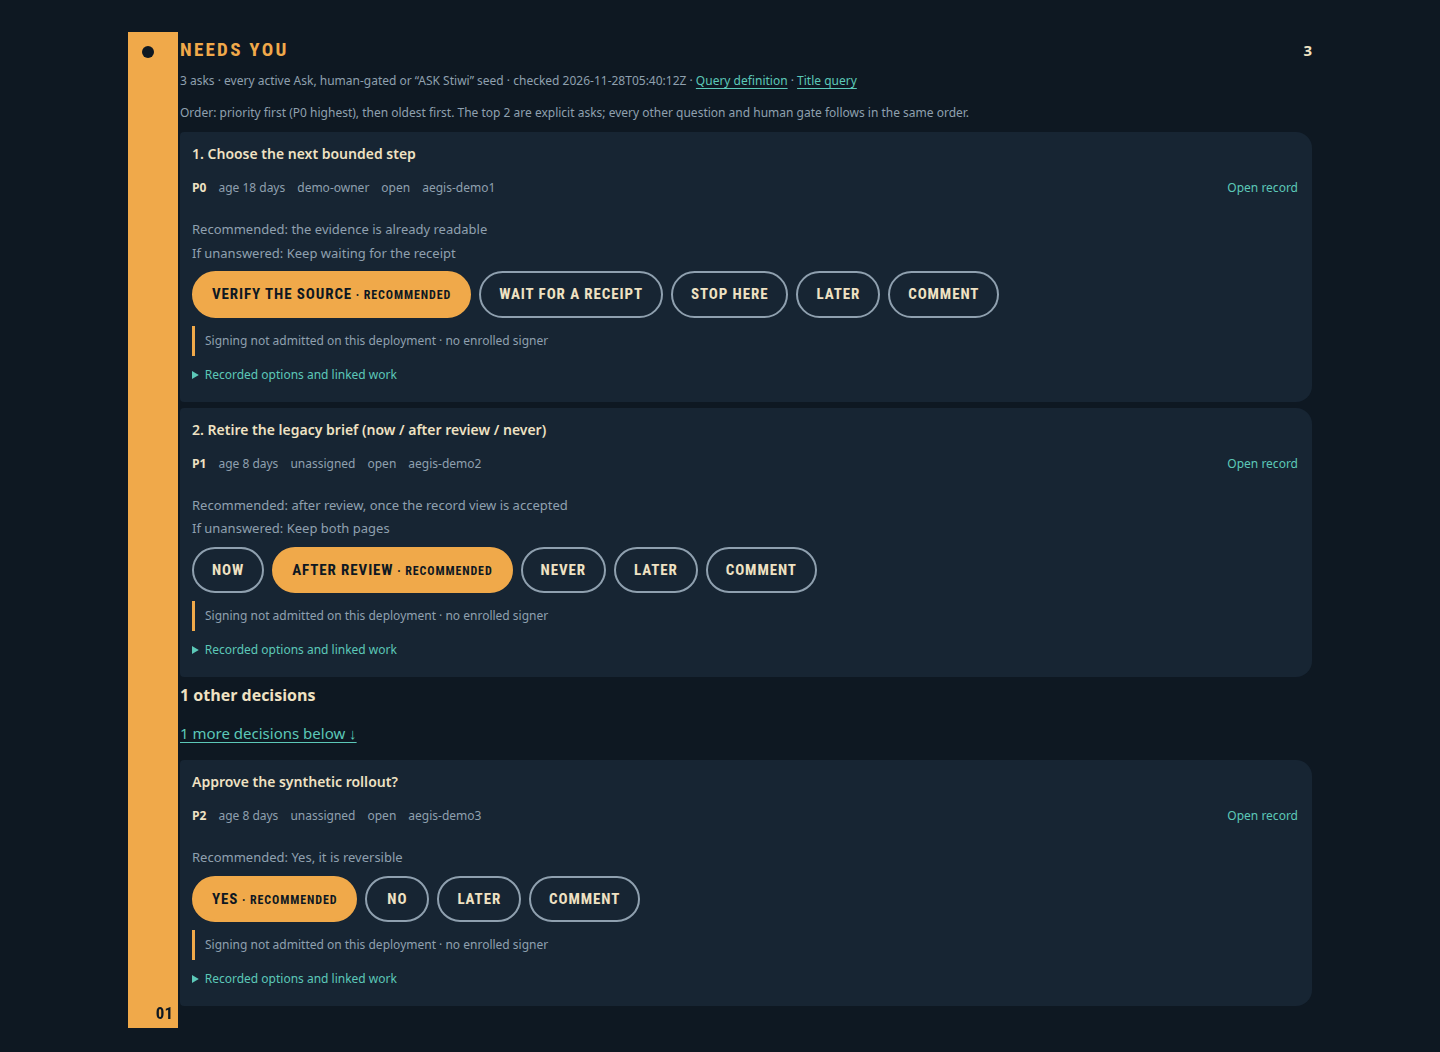 NEEDS YOU
3
3 asks · every active Ask, human-gated or “ASK Stiwi” seed · checked 2026-11-28T05:40:12Z · Query definition · Title query
Order: priority first (P0 highest), then oldest first. The top 2 are explicit asks; every other question and human gate follows in the same order.
1. Choose the next bounded step
P0 age 18 days demo-owner open aegis-demo1 Open record
Recommended: the evidence is already readable
If unanswered: Keep waiting for the receipt
VERIFY THE SOURCE · RECOMMENDED WAIT FOR A RECEIPT STOP HERE LATER COMMENT
Signing not admitted on this deployment · no enrolled signer
▶ Recorded options and linked work
2. Retire the legacy brief (now / after review / never)
P1 age 8 days unassigned open aegis-demo2 Open record
Recommended: after review, once the record view is accepted
If unanswered: Keep both pages
NOW AFTER REVIEW · RECOMMENDED NEVER LATER COMMENT
Signing not admitted on this deployment · no enrolled signer
▶ Recorded options and linked work
1 other decisions
1 more decisions below ↓
Approve the synthetic rollout?
P2 age 8 days unassigned open aegis-demo3 Open record
Recommended: Yes, it is reversible
YES · RECOMMENDED NO LATER COMMENT
Signing not admitted on this deployment · no enrolled signer
▶ Recorded options and linked work
01